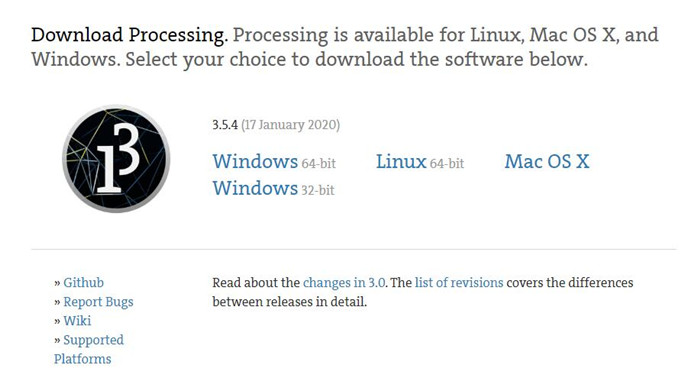 Download Processing. Processing is available for Linux, Mac OS X, and
Windows. Select your choice to download the software below.
3
3.5.4 (17 January 2020)
Windows 64-bit Linux 64-bit Mac OS X
Windows 32-bit
» Github
» Report Bugs
» Wiki
» Supported
Platforms
Read about the changes in 3.0. The list of revisions covers the differences
between releases in detail.